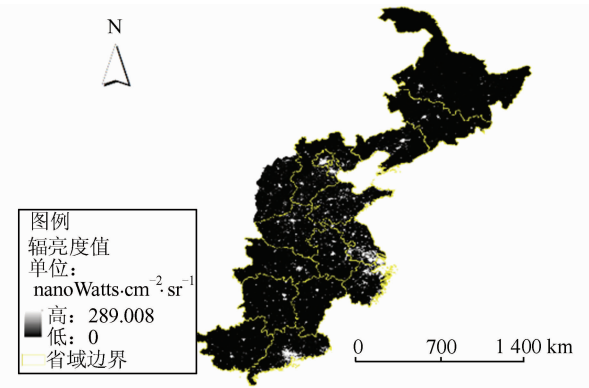 N
图例
辐亮度值
单位：
nanoWatts·cm⁻²·sr⁻¹
高：289.008
低：0
省域边界
0 700 1 400 km